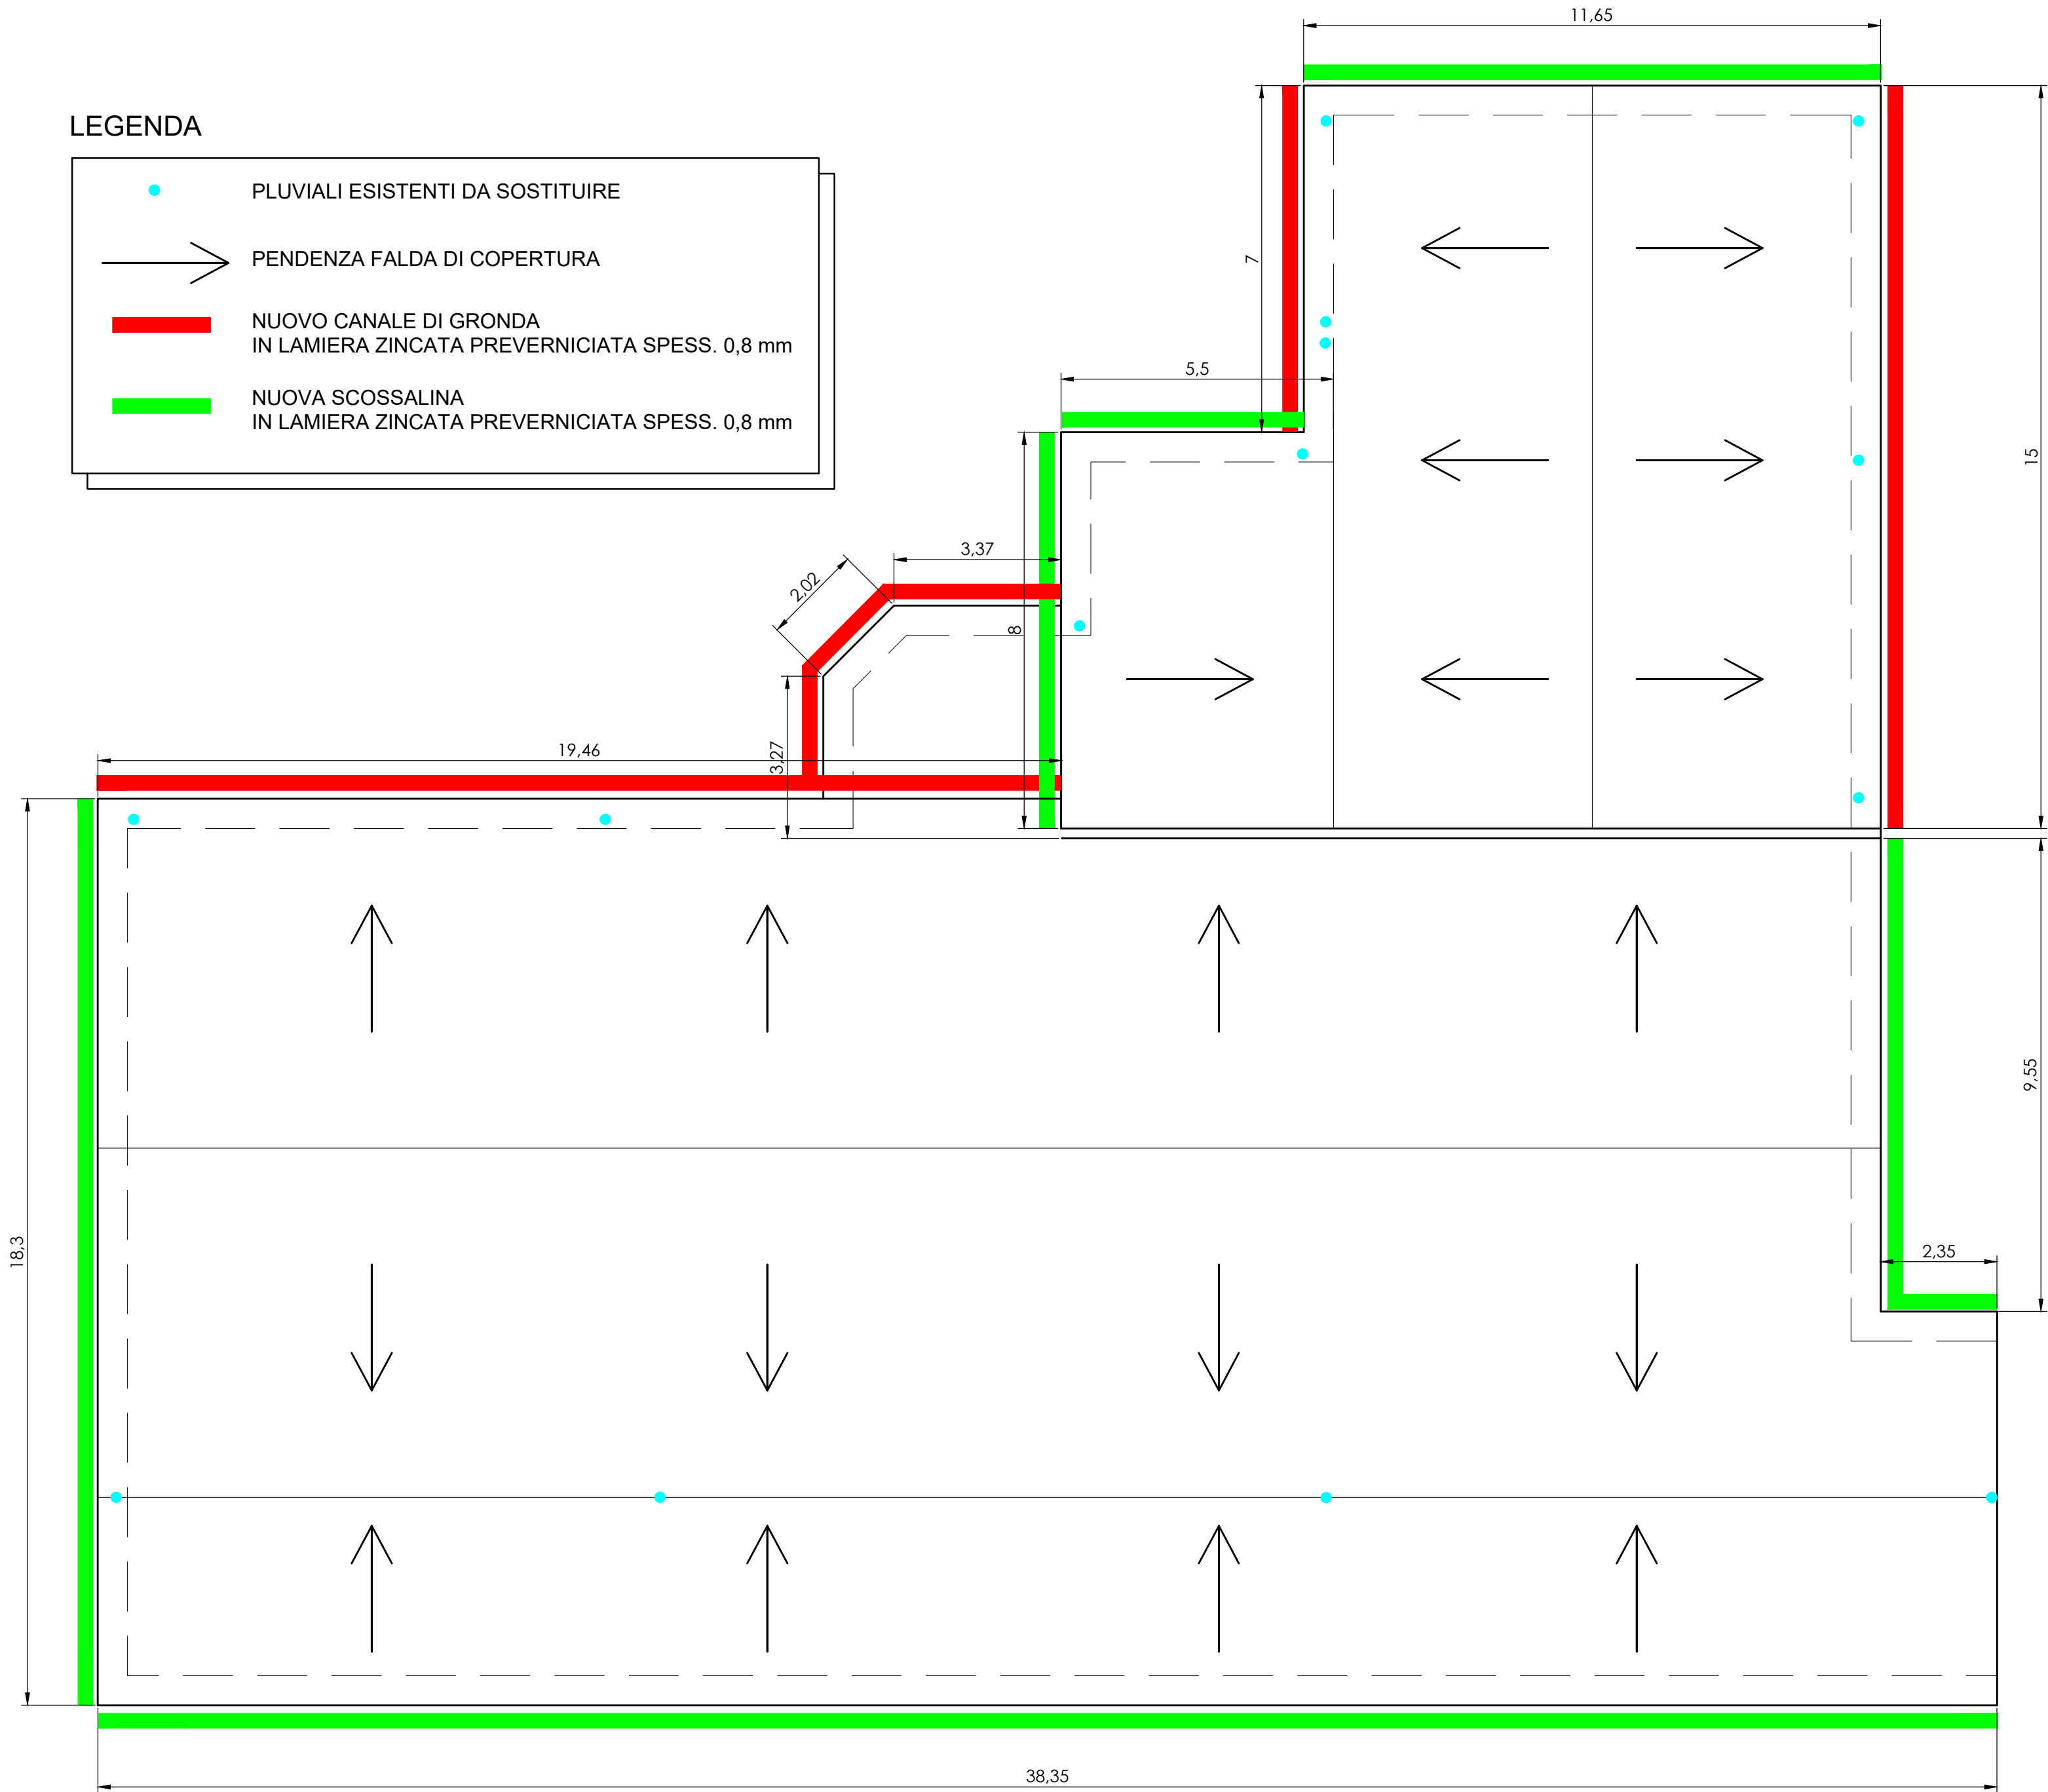 11,65
LEGENDA
PLUVIALI ESISTENTI DA SOSTITUIRE
PENDENZA FALDA DI COPERTURA
NUOVO CANALE DI GRONDA
IN LAMIERA ZINCATA PREVERNICIATA SPESS. 0,8 mm
NUOVA SCOSSALINA
IN LAMIERA ZINCATA PREVERNICIATA SPESS. 0,8 mm
7
15
5,5
3,37
2,02
8
19,46
3,27
9,55
18,3
2,35
38,35